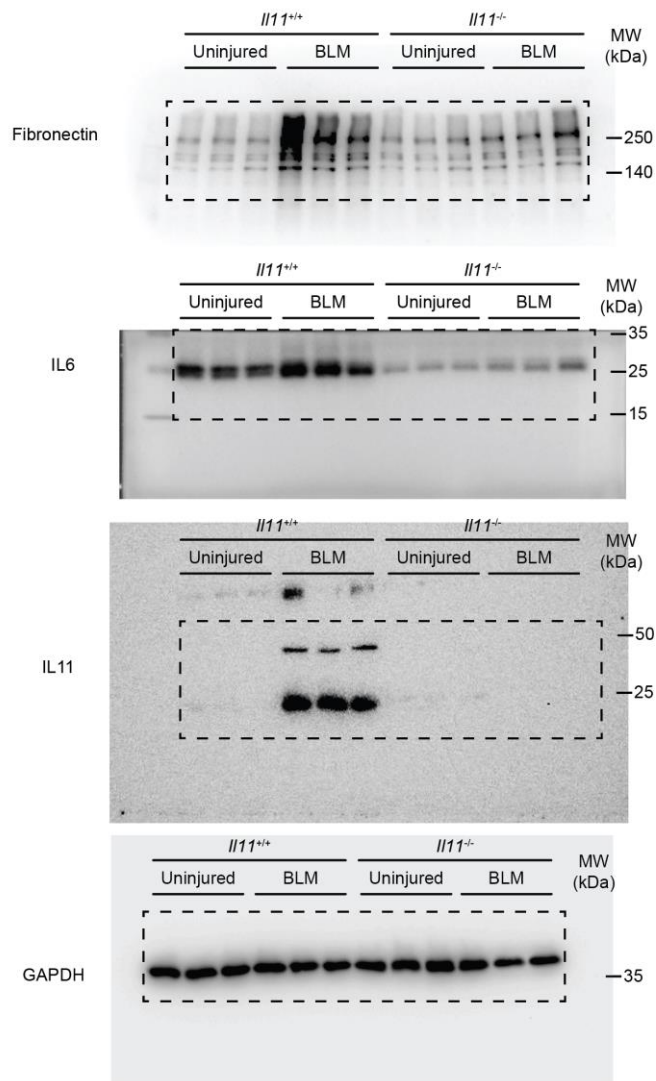 Il11+/+ Il11-/-
MW
Uninjured BLM Uninjured BLM (kDa)
Fibronectin
250
140
Il11+/+ Il11-/-
MW
Uninjured BLM Uninjured BLM (kDa)
35
IL6
25
15
Il11+/+ Il11-/-
MW
Uninjured BLM Uninjured BLM (kDa)
50
IL11
25
Il11+/+ Il11-/-
MW
Uninjured BLM Uninjured BLM (kDa)
GAPDH
35